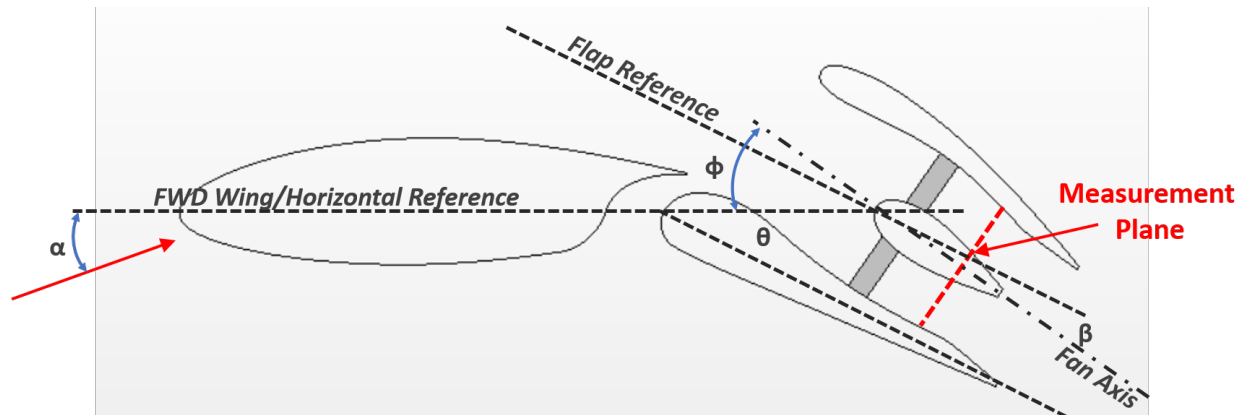 Flap Reference
ϕ
FWD Wing/Horizontal Reference
Measurement
Plane
α
θ
β
Fan Axis